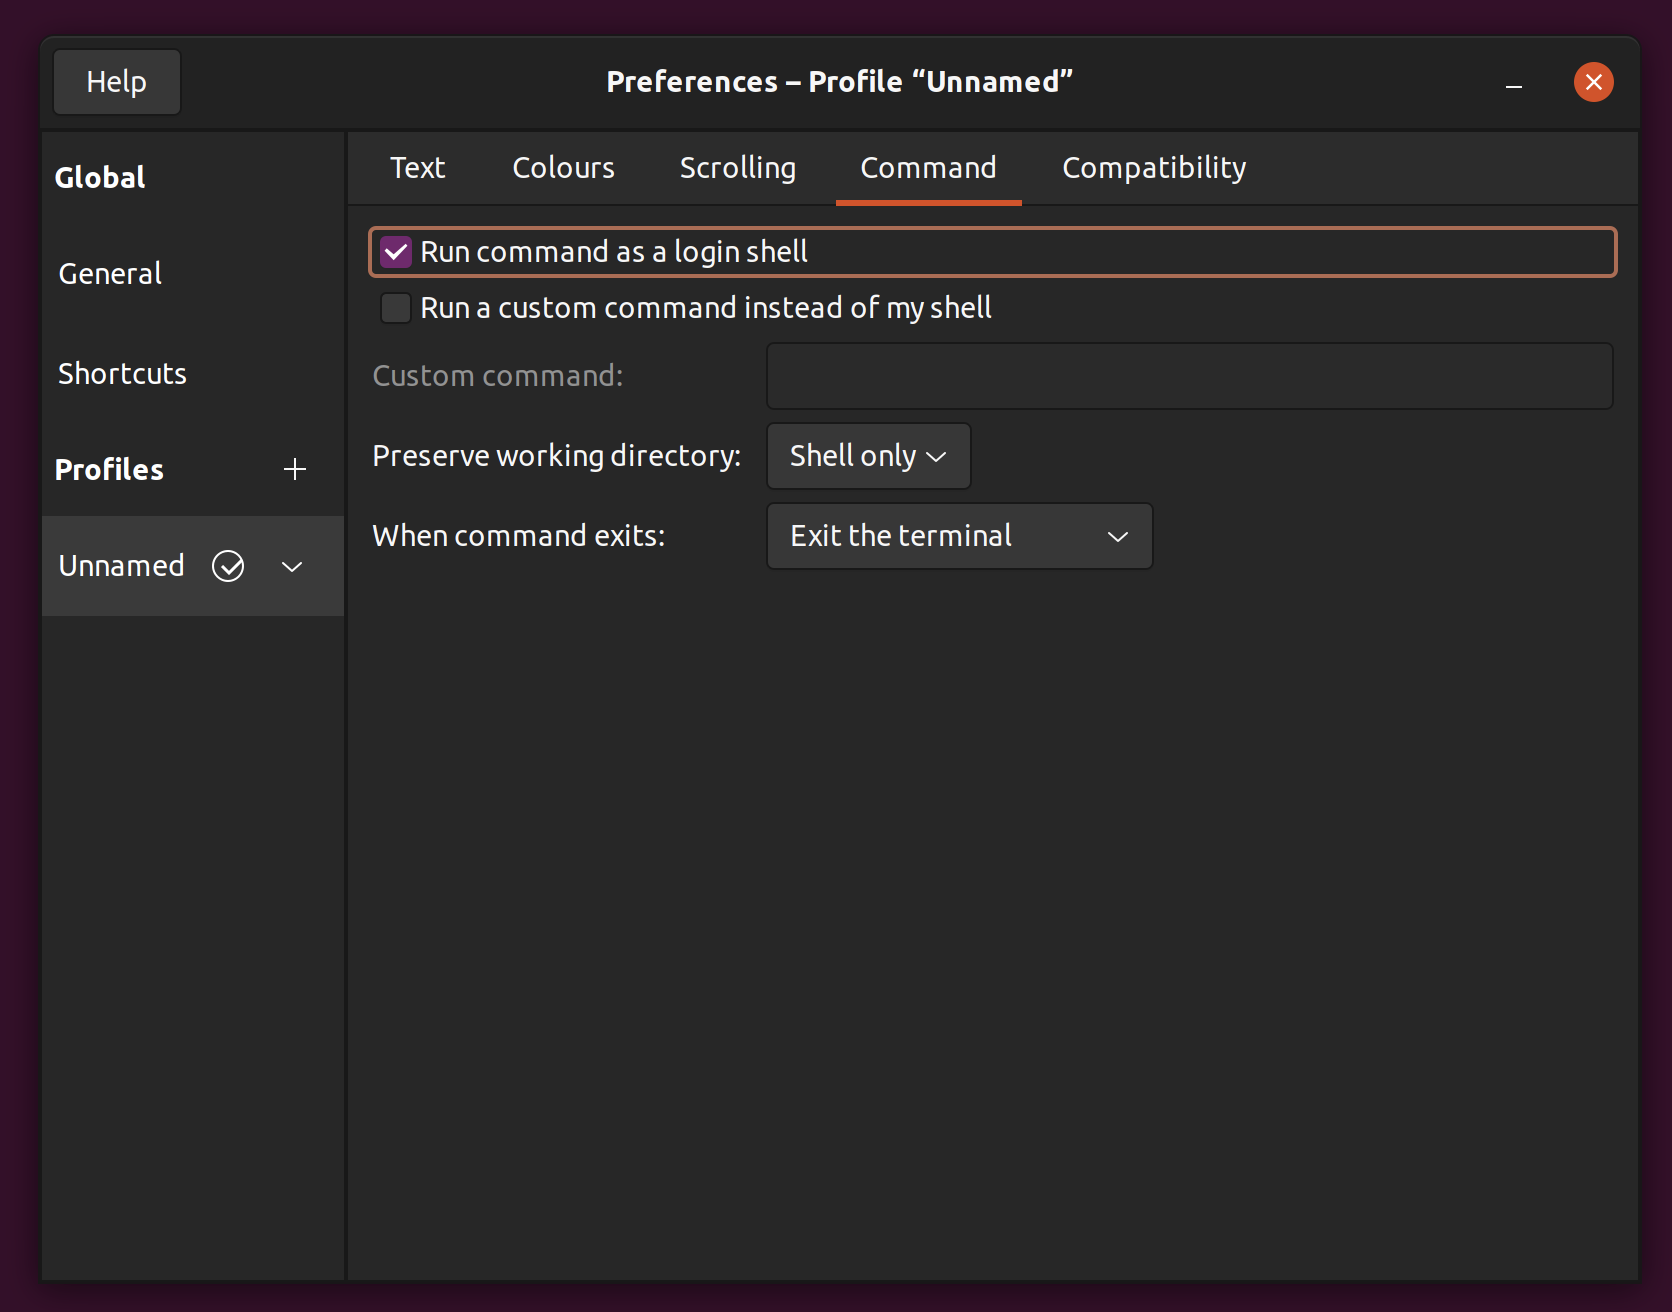 Help
Preferences – Profile “Unnamed”
Global
General
Shortcuts
Profiles
Unnamed
Text Colours Scrolling Command Compatibility
Run command as a login shell
Run a custom command instead of my shell
Custom command:
Preserve working directory: Shell only
When command exits: Exit the terminal